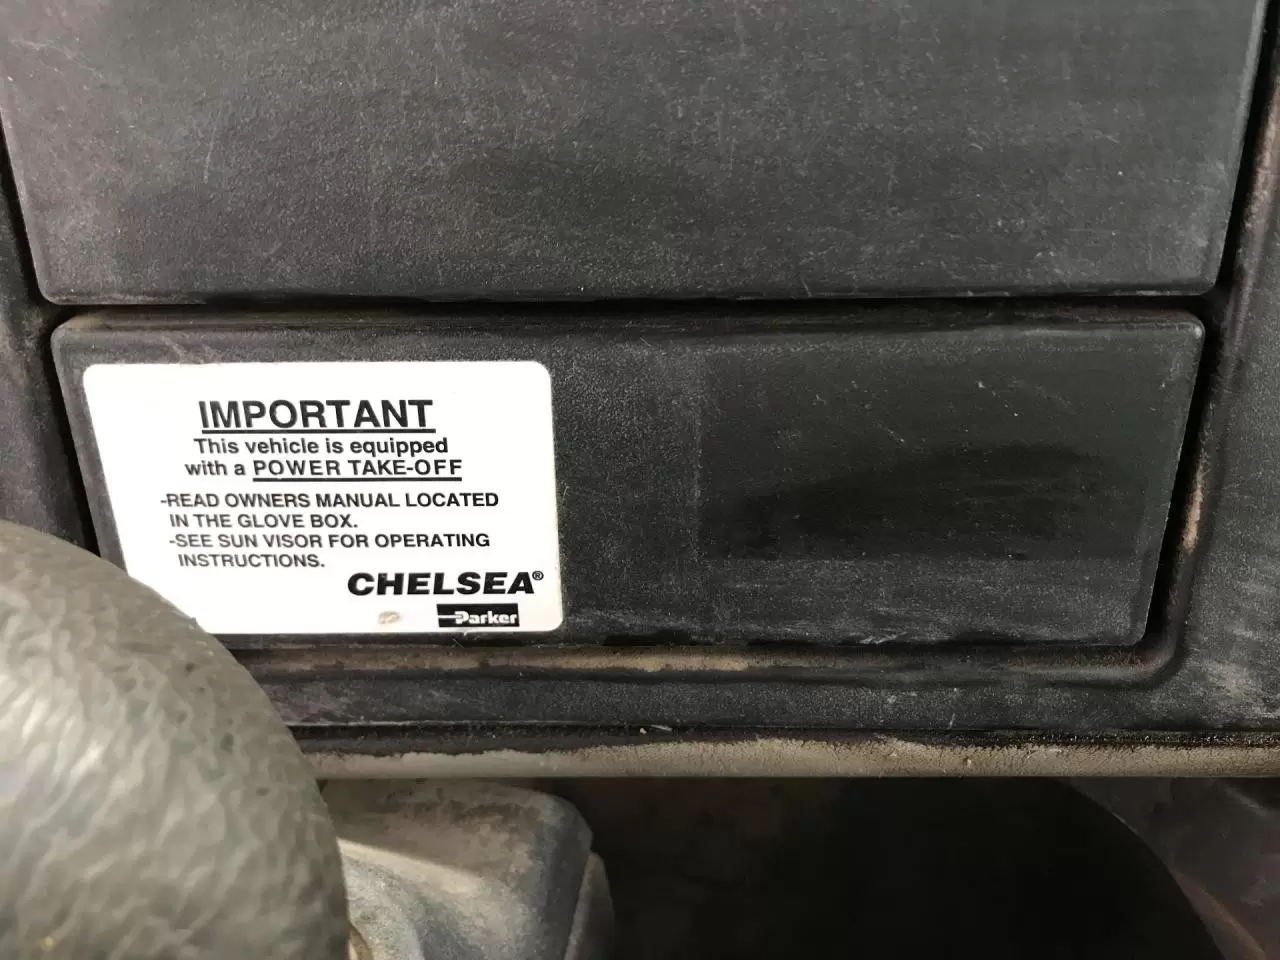 IMPORTANT
This vehicle is equipped
with a POWER TAKE-OFF
-READ OWNERS MANUAL LOCATED
IN THE GLOVE BOX.
-SEE SUN VISOR FOR OPERATING
INSTRUCTIONS.
CHELSEA®
Parker